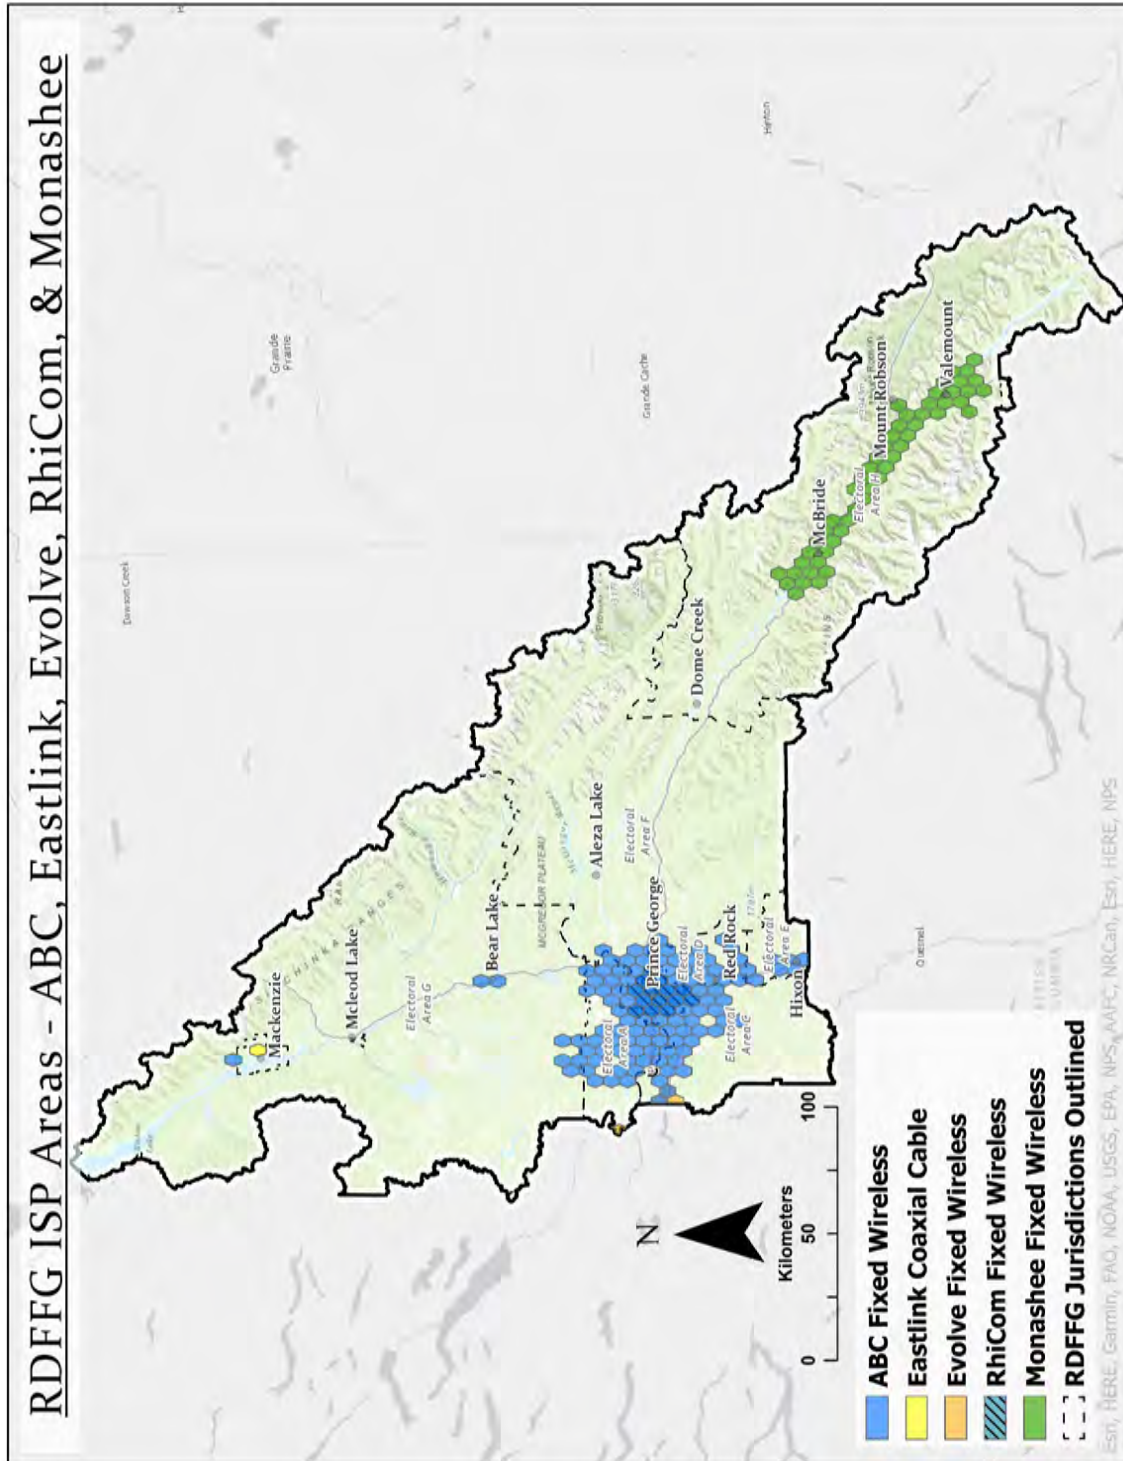 RDFFG ISP Areas - ABC, Eastlink, Evolve, RhiCom, & Monashee
Dawson Creek
Grande
Prairie
Grande Cache
Hinton
Mackenzie
Mcleod Lake
Electoral
Area G
Bear Lake
MCGREGOR PLATEAU
Aleza Lake
Electoral
Area F
Prince George
Electoral
Area A
Electoral
Area D
Red Rock
Electoral
Area E
Electoral
Area C
Hixon
Dome Creek
McBride
Electoral
Area H
Mount Robson
Valemount
Quesnel
N
Kilometers
0 50 100
ABC Fixed Wireless
Eastlink Coaxial Cable
Evolve Fixed Wireless
RhiCom Fixed Wireless
Monashee Fixed Wireless
RDFFG Jurisdictions Outlined
Esri, HERE, Garmin, FAO, NOAA, USGS, EPA, NPS, AAFC, NRCan, Esri, HERE, NPS